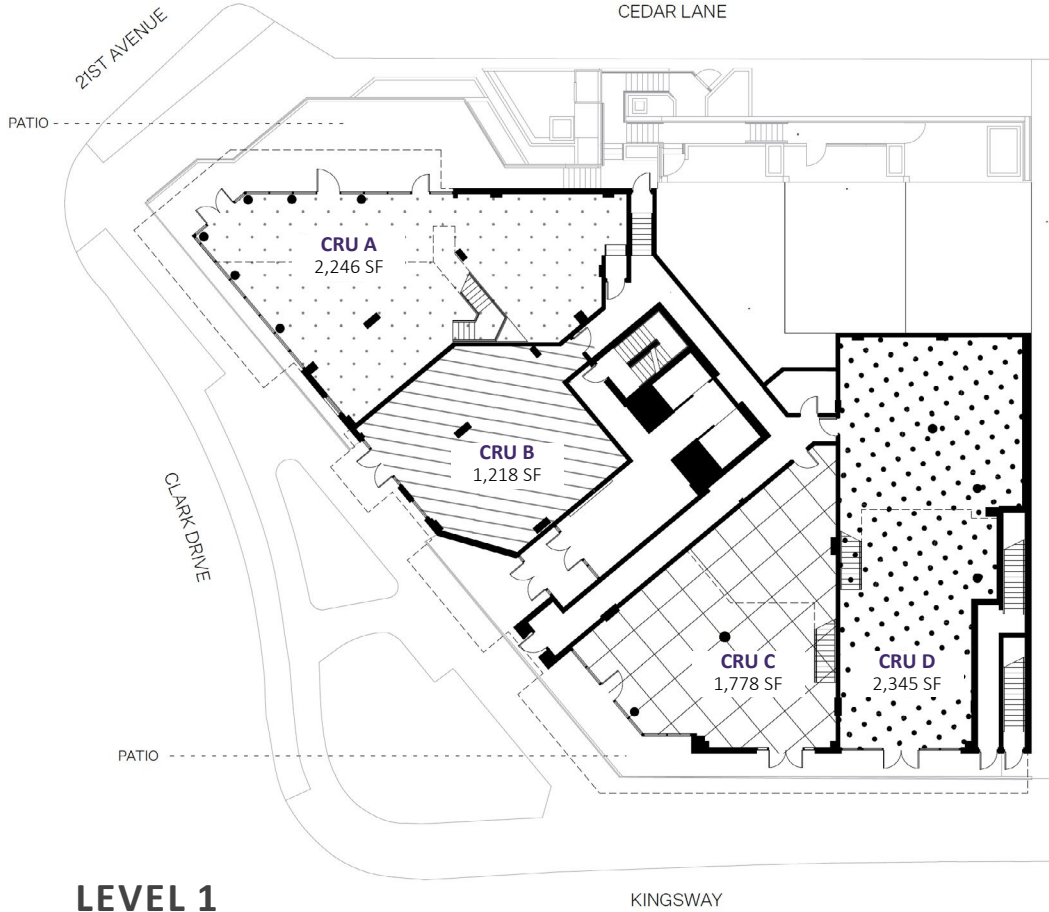 CEDAR LANE
21ST AVENUE
PATIO
CRU A
2,246 SF
CRU B
1,218 SF
CLARK DRIVE
CRU C
1,778 SF
CRU D
2,345 SF
PATIO
LEVEL 1
KINGSWAY